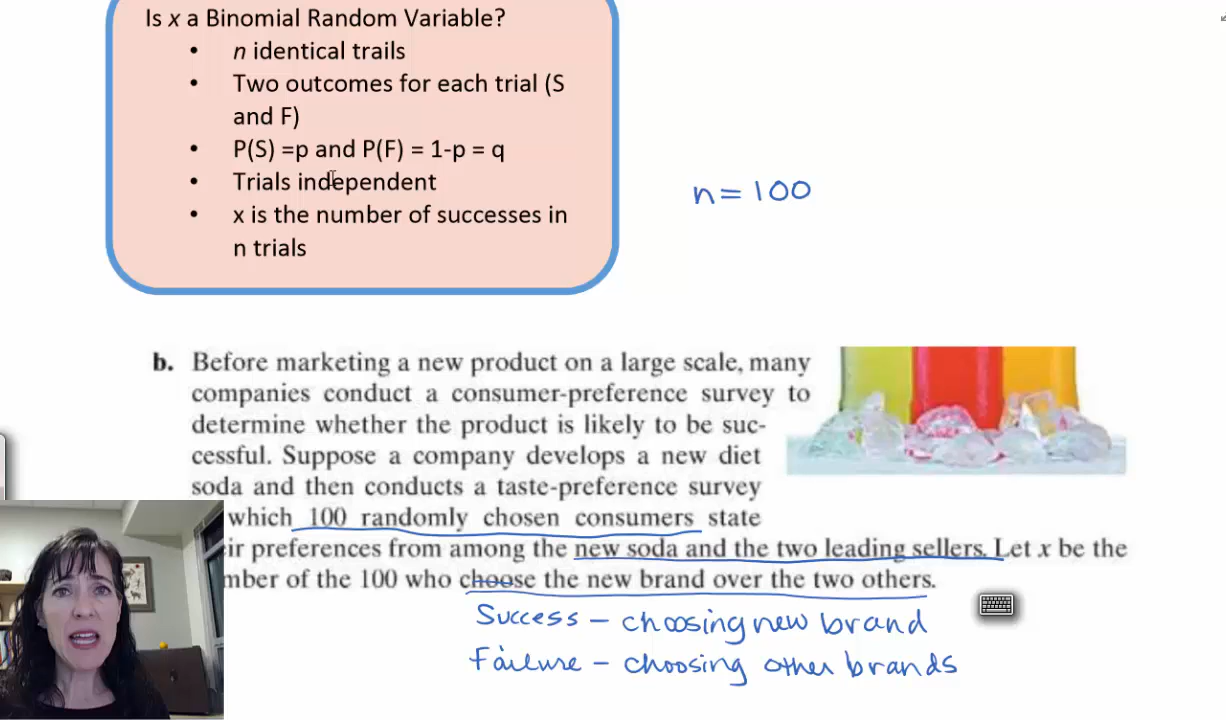 Is x a Binomial Random Variable?
• n identical trails
• Two outcomes for each trial (S
and F)
• P(S) =p and P(F) = 1-p = q
• Trials independent
• x is the number of successes in
n trials
n = 100
b. Before marketing a new product on a large scale, many
companies conduct a consumer-preference survey to
determine whether the product is likely to be suc-
cessful. Suppose a company develops a new diet
soda and then conducts a taste-preference survey
which 100 randomly chosen consumers state
ir preferences from among the new soda and the two leading sellers. Let x be the
mber of the 100 who choose the new brand over the two others.
Success – choosing new brand
Failure – choosing other brands